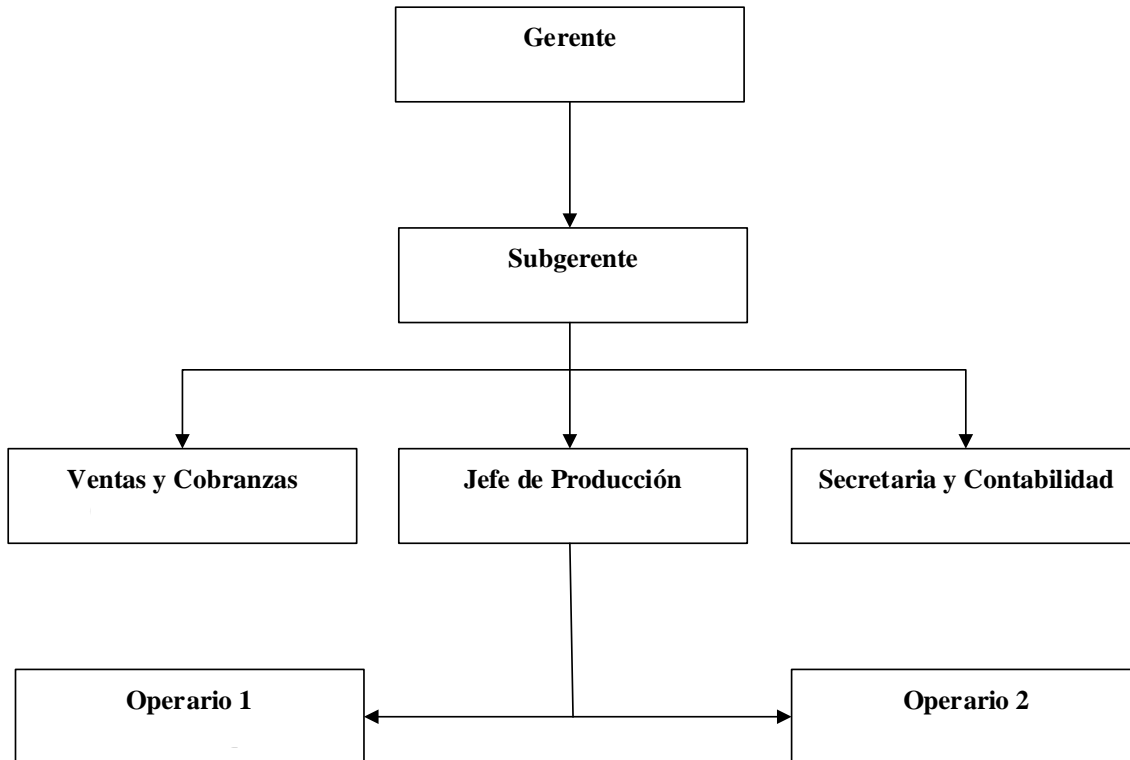 Gerente
Subgerente
Ventas y Cobranzas
Jefe de Producción
Secretaria y Contabilidad
Operario 1
Operario 2